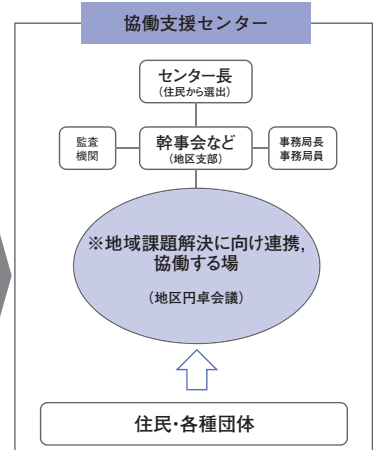 協働支援センター
センター長
（住民から選出）
監査
機関
幹事会など
（地区支部）
事務局長
事務局員
※地域課題解決に向け連携,
協働する場
（地区円卓会議）
住民・各種団体